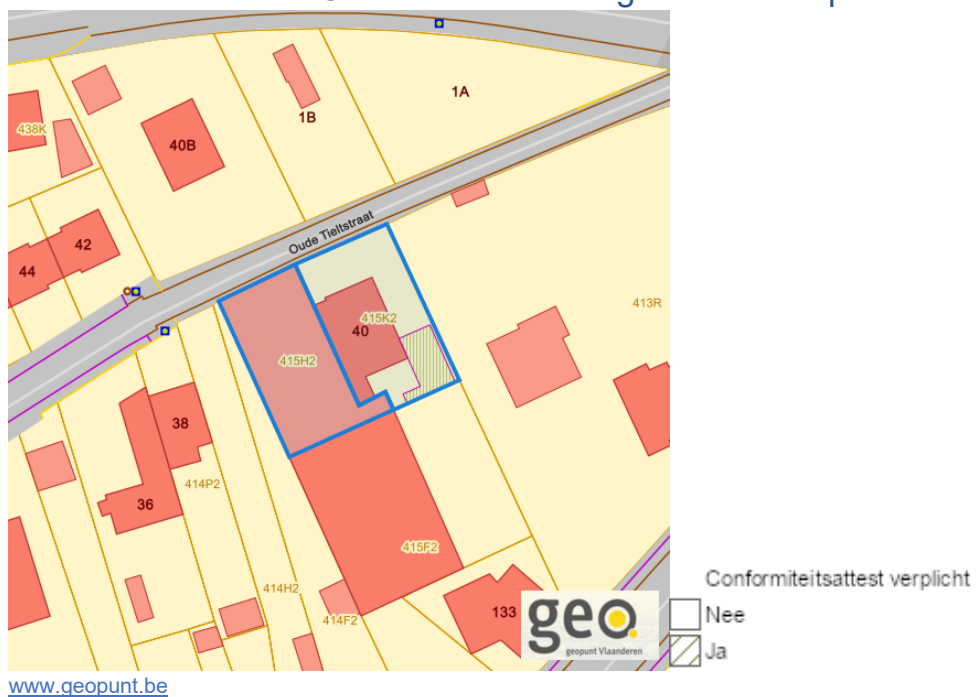 1A
1B
438K
40B
Oude Tieltstraat
42
44
413R
415K2
40
415H2
38
414P2
36
415F2
414H2
414F2
133
geo.
geopunt Vlaanderen
Conformiteitsattest verplicht
Nee
Ja
www.geopunt.be